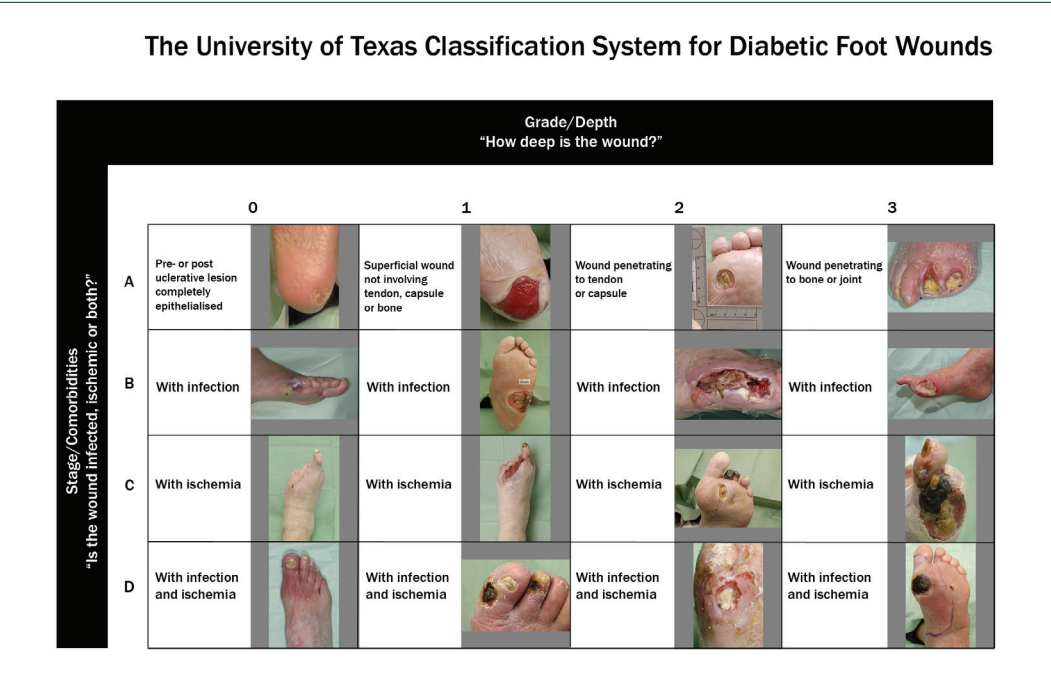 The University of Texas Classification System for Diabetic Foot Wounds
Grade/Depth
“How deep is the wound?”
Stage/Comorbidities
“Is the wound infected, ischemic or both?”
0
1
2
3
A
Pre- or post
uclerative lesion
completely
epithelialised
Superficial wound
not involving
tendon, capsule
or bone
Wound penetrating
to tendon
or capsule
Wound penetrating
to bone or joint
B
With infection
With infection
With infection
With infection
C
With ischemia
With ischemia
With ischemia
With ischemia
D
With infection
and ischemia
With infection
and ischemia
With infection
and ischemia
With infection
and ischemia